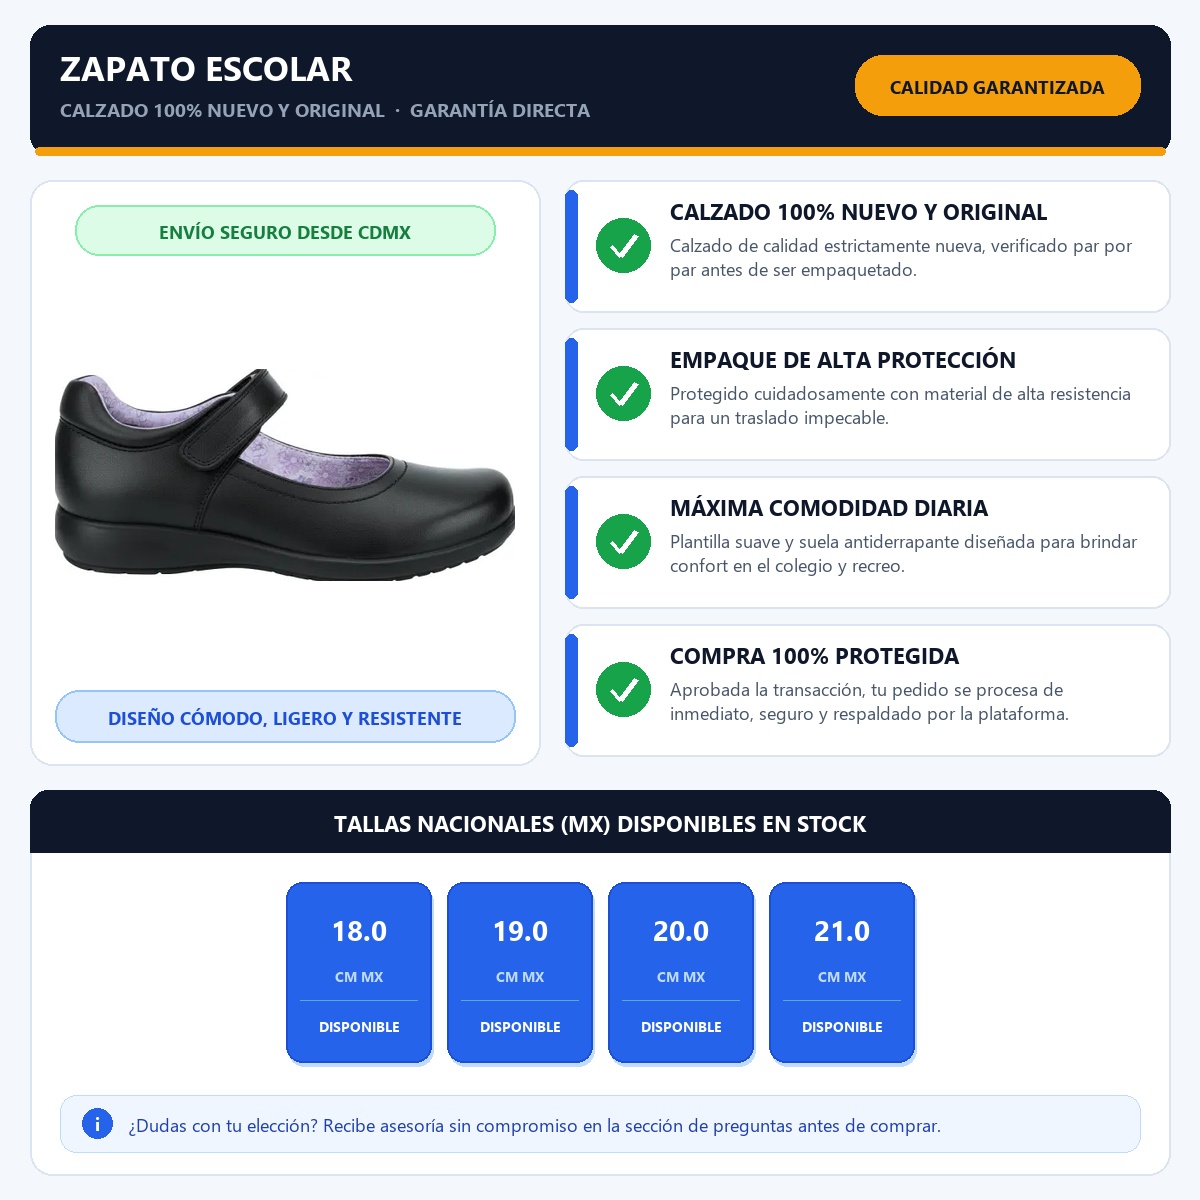 ZAPATO ESCOLAR
CALZADO 100% NUEVO Y ORIGINAL · GARANTÍA DIRECTA
CALIDAD GARANTIZADA
ENVÍO SEGURO DESDE CDMX
DISEÑO CÓMODO, LIGERO Y RESISTENTE
CALZADO 100% NUEVO Y ORIGINAL
Calzado de calidad estrictamente nueva, verificado par por
par antes de ser empaquetado.
EMPAQUE DE ALTA PROTECCIÓN
Protegido cuidadosamente con material de alta resistencia
para un traslado impecable.
MÁXIMA COMODIDAD DIARIA
Plantilla suave y suela antiderrapante diseñada para brindar
confort en el colegio y recreo.
COMPRA 100% PROTEGIDA
Aprobada la transacción, tu pedido se procesa de
inmediato, seguro y respaldado por la plataforma.
TALLAS NACIONALES (MX) DISPONIBLES EN STOCK
18.0
CM MX
DISPONIBLE
19.0
CM MX
DISPONIBLE
20.0
CM MX
DISPONIBLE
21.0
CM MX
DISPONIBLE
¿Dudas con tu elección? Recibe asesoría sin compromiso en la sección de preguntas antes de comprar.